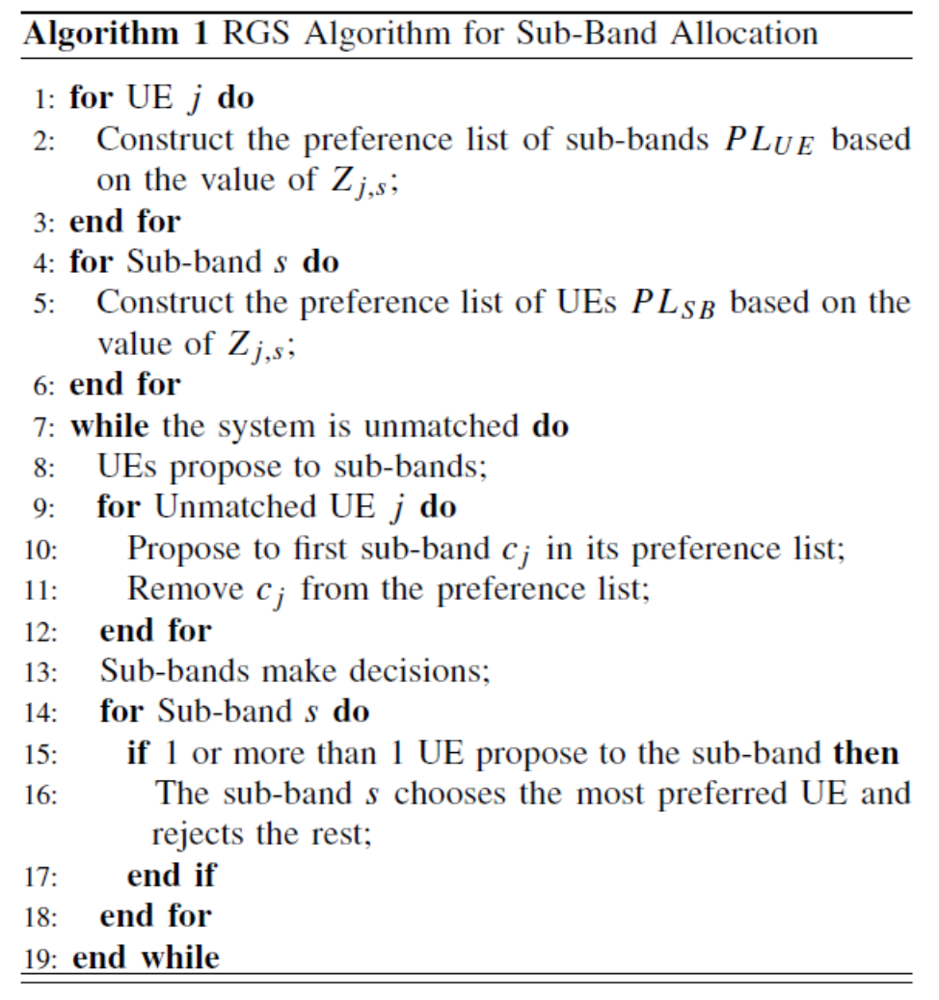 Algorithm 1 RGS Algorithm for Sub-Band Allocation
1: for UE j do
2: Construct the preference list of sub-bands PL_{UE} based
on the value of Z_{j,s};
3: end for
4: for Sub-band s do
5: Construct the preference list of UEs PL_{SB} based on the
value of Z_{j,s};
6: end for
7: while the system is unmatched do
8: UEs propose to sub-bands;
9: for Unmatched UE j do
10: Propose to first sub-band c_j in its preference list;
11: Remove c_j from the preference list;
12: end for
13: Sub-bands make decisions;
14: for Sub-band s do
15: if 1 or more than 1 UE propose to the sub-band then
16: The sub-band s chooses the most preferred UE and
rejects the rest;
17: end if
18: end for
19: end while